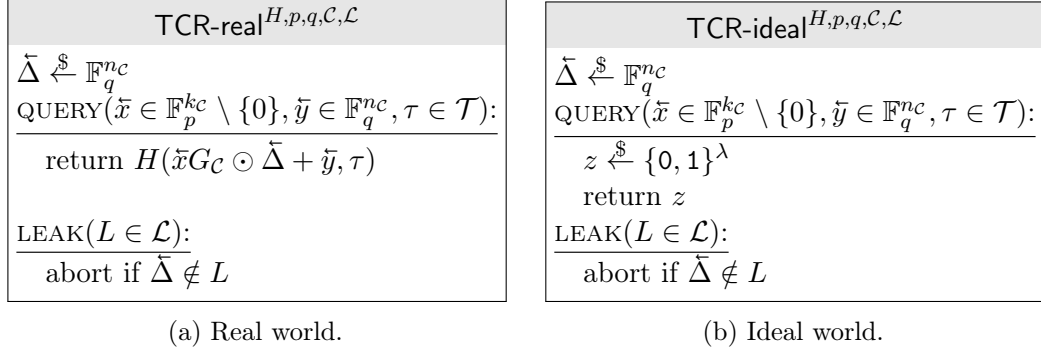 TCR-real^{H,p,q,𝒞,ℒ}
Δ⃐ ←$ 𝔽_q^{n_𝒞}
QUERY(x⃐ ∈ 𝔽_p^{k_𝒞} \ {0}, y⃐ ∈ 𝔽_q^{n_𝒞}, τ ∈ 𝒯):
return H(x⃐G_𝒞 ⊙ Δ⃐ + y⃐, τ)
LEAK(L ∈ ℒ):
abort if Δ⃐ ∉ L
(a) Real world.
TCR-ideal^{H,p,q,𝒞,ℒ}
Δ⃐ ←$ 𝔽_q^{n_𝒞}
QUERY(x⃐ ∈ 𝔽_p^{k_𝒞} \ {0}, y⃐ ∈ 𝔽_q^{n_𝒞}, τ ∈ 𝒯):
z ←$ {0, 1}^λ
return z
LEAK(L ∈ ℒ):
abort if Δ⃐ ∉ L
(b) Ideal world.